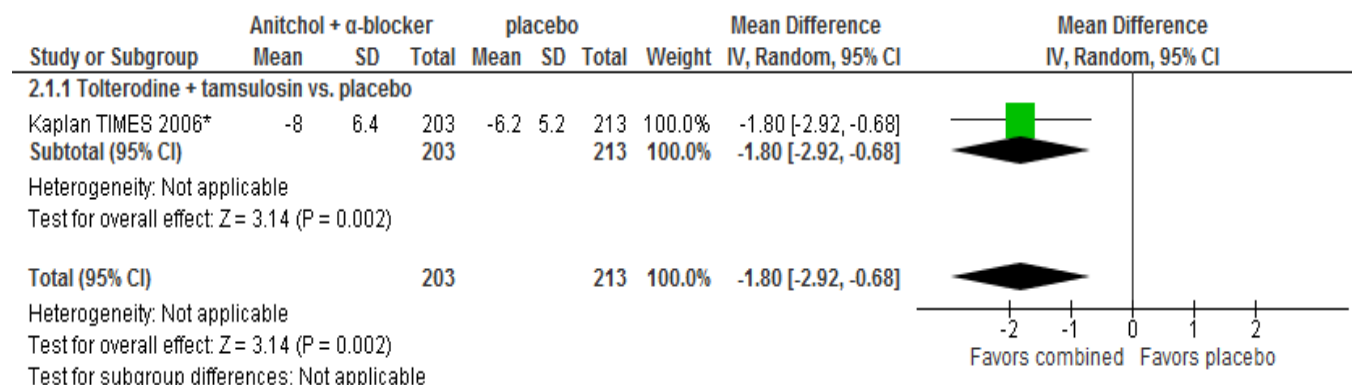 Anitchol + α-blocker placebo Mean Difference Mean Difference
Study or Subgroup Mean SD Total Mean SD Total Weight IV, Random, 95% CI IV, Random, 95% CI
2.1.1 Tolterodine + tamsulosin vs. placebo
Kaplan TIMES 2006* -8 6.4 203 -6.2 5.2 213 100.0% -1.80 [-2.92, -0.68]
Subtotal (95% CI) 203 213 100.0% -1.80 [-2.92, -0.68]
Heterogeneity: Not applicable
Test for overall effect: Z = 3.14 (P = 0.002)
Total (95% CI) 203 213 100.0% -1.80 [-2.92, -0.68]
Heterogeneity: Not applicable
-2 -1 0 1 2
Test for overall effect: Z = 3.14 (P = 0.002)
Favors combined Favors placebo
Test for subgroup differences: Not applicable